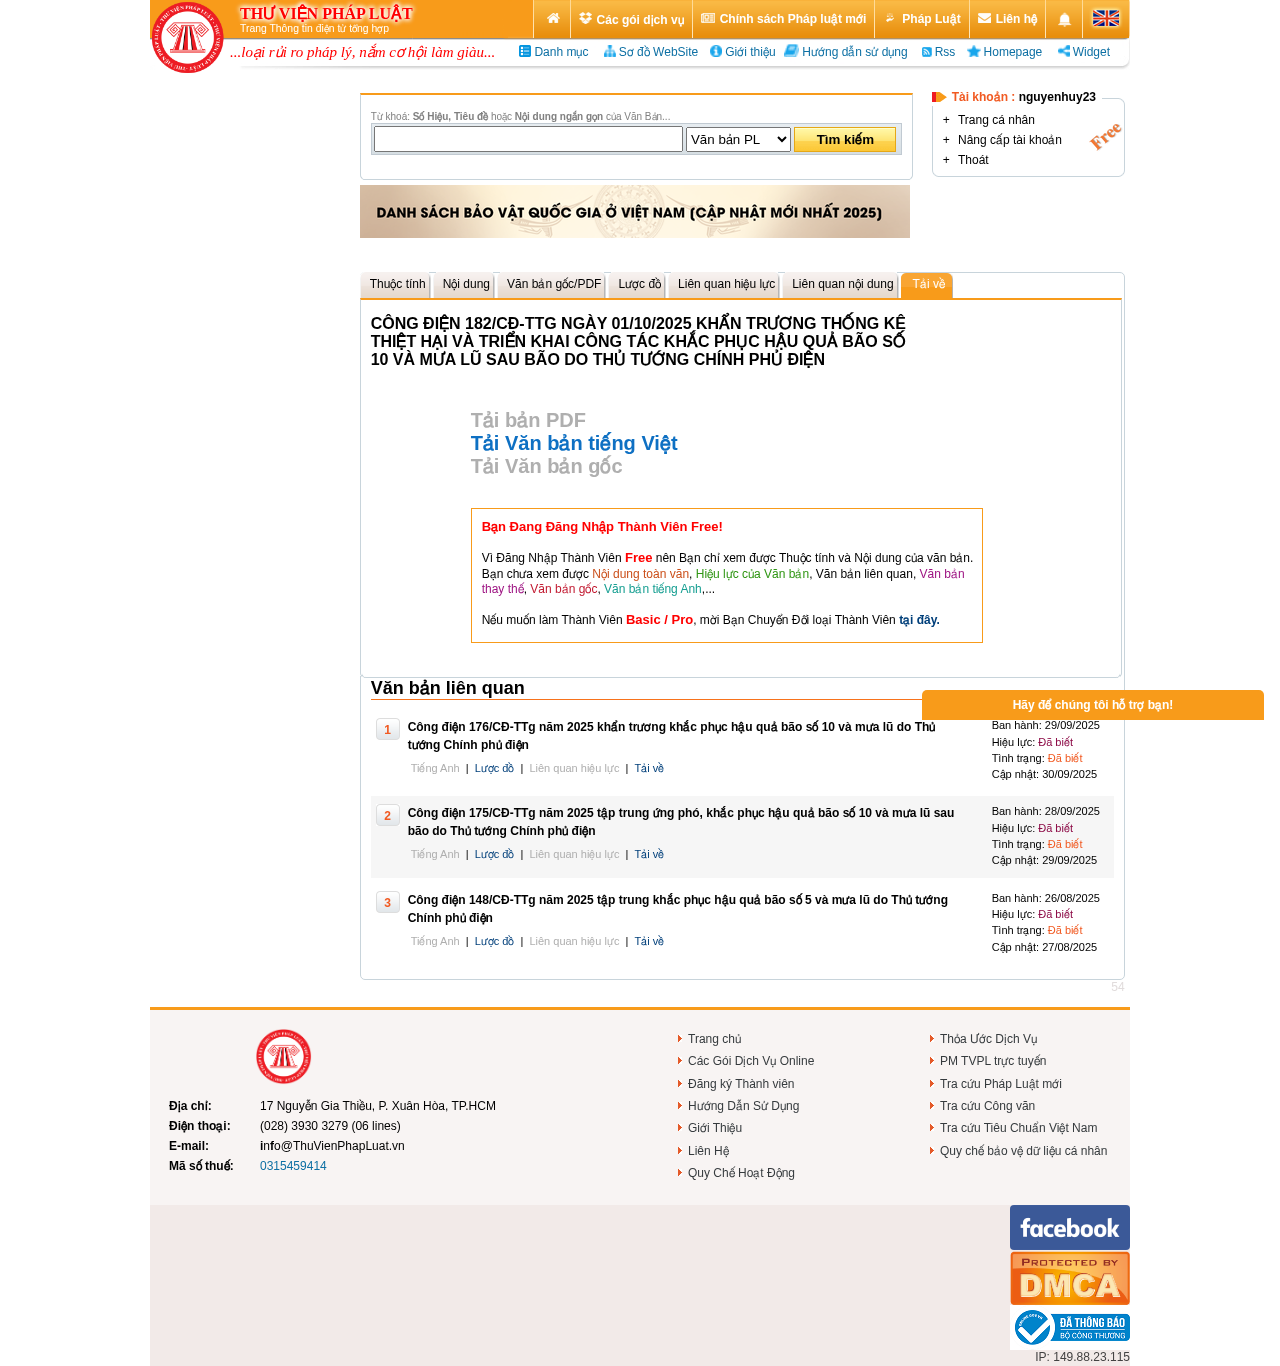 THƯ VIỆN PHÁP LUẬT
Trang Thông tin điện tử tổng hợp
Các gói dịch vụ
Chính sách Pháp luật mới
Pháp Luật
Liên hệ
...loại rủi ro pháp lý, nắm cơ hội làm giàu...
Danh mục
Sơ đồ WebSite
Giới thiệu
Hướng dẫn sử dụng
Rss
Homepage
Widget
Từ khoá: Số Hiệu, Tiêu đề hoặc Nội dung ngắn gọn của Văn Bản...
Văn bản PL
Tìm kiếm
Tài khoản : nguyenhuy23
+ Trang cá nhân
+ Nâng cấp tài khoản
+ Thoát
Free
DANH SÁCH BẢO VẬT QUỐC GIA Ở VIỆT NAM (CẬP NHẬT MỚI NHẤT 2025)
Thuộc tính
Nội dung
Văn bản gốc/PDF
Lược đồ
Liên quan hiệu lực
Liên quan nội dung
Tải về
CÔNG ĐIỆN 182/CĐ-TTG NGÀY 01/10/2025 KHẨN TRƯƠNG THỐNG KÊ
THIỆT HẠI VÀ TRIỂN KHAI CÔNG TÁC KHẮC PHỤC HẬU QUẢ BÃO SỐ
10 VÀ MƯA LŨ SAU BÃO DO THỦ TƯỚNG CHÍNH PHỦ ĐIỆN
Tải bản PDF
Tải Văn bản tiếng Việt
Tải Văn bản gốc
Bạn Đang Đăng Nhập Thành Viên Free!
Vì Đăng Nhập Thành Viên Free nên Bạn chỉ xem được Thuộc tính và Nội dung của văn bản.
Bạn chưa xem được Nội dung toàn văn, Hiệu lực của Văn bản, Văn bản liên quan, Văn bản
thay thế, Văn bản gốc, Văn bản tiếng Anh,...
Nếu muốn làm Thành Viên Basic / Pro, mời Bạn Chuyển Đổi loại Thành Viên tại đây.
Văn bản liên quan
Hãy để chúng tôi hỗ trợ bạn!
1
Công điện 176/CĐ-TTg năm 2025 khẩn trương khắc phục hậu quả bão số 10 và mưa lũ do Thủ
tướng Chính phủ điện
Tiếng Anh | Lược đồ | Liên quan hiệu lực | Tải về
Ban hành: 29/09/2025
Hiệu lực: Đã biết
Tình trạng: Đã biết
Cập nhật: 30/09/2025
2
Công điện 175/CĐ-TTg năm 2025 tập trung ứng phó, khắc phục hậu quả bão số 10 và mưa lũ sau
bão do Thủ tướng Chính phủ điện
Tiếng Anh | Lược đồ | Liên quan hiệu lực | Tải về
Ban hành: 28/09/2025
Hiệu lực: Đã biết
Tình trạng: Đã biết
Cập nhật: 29/09/2025
3
Công điện 148/CĐ-TTg năm 2025 tập trung khắc phục hậu quả bão số 5 và mưa lũ do Thủ tướng
Chính phủ điện
Tiếng Anh | Lược đồ | Liên quan hiệu lực | Tải về
Ban hành: 26/08/2025
Hiệu lực: Đã biết
Tình trạng: Đã biết
Cập nhật: 27/08/2025
54
Địa chỉ: 17 Nguyễn Gia Thiều, P. Xuân Hòa, TP.HCM
Điện thoại: (028) 3930 3279 (06 lines)
E-mail: info@ThuVienPhapLuat.vn
Mã số thuế: 0315459414
Trang chủ
Các Gói Dịch Vụ Online
Đăng ký Thành viên
Hướng Dẫn Sử Dụng
Giới Thiệu
Liên Hệ
Quy Chế Hoạt Động
Thỏa Ước Dịch Vụ
PM TVPL trực tuyến
Tra cứu Pháp Luật mới
Tra cứu Công văn
Tra cứu Tiêu Chuẩn Việt Nam
Quy chế bảo vệ dữ liệu cá nhân
facebook
PROTECTED BY
DMCA
ĐÃ THÔNG BÁO
BỘ CÔNG THƯƠNG
IP: 149.88.23.115